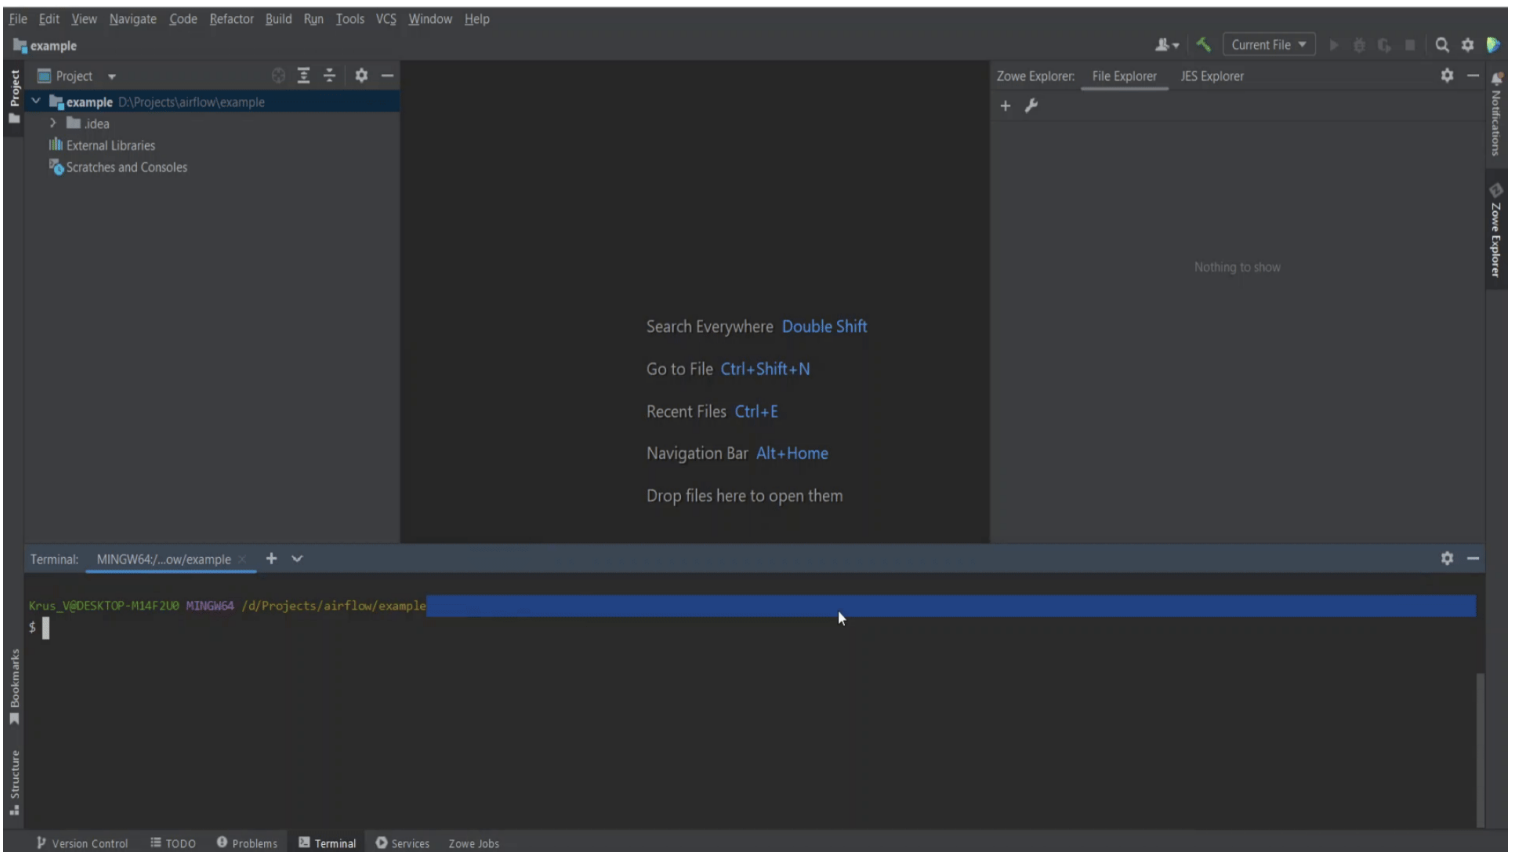 File Edit View Navigate Code Refactor Build Run Tools VCS Window Help
example
Current File
Project
Project
example D:\Projects\airflow\example
.idea
External Libraries
Scratches and Consoles
Search Everywhere Double Shift
Go to File Ctrl+Shift+N
Recent Files Ctrl+E
Navigation Bar Alt+Home
Drop files here to open them
Zowe Explorer: File Explorer JES Explorer
Nothing to show
Notifications
Zowe Explorer
Terminal: MINGW64:/...ow/example
Krus_V@DESKTOP-M14F2U0 MINGW64 /d/Projects/airflow/example
$
Bookmarks
Structure
Version Control TODO Problems Terminal Services Zowe Jobs